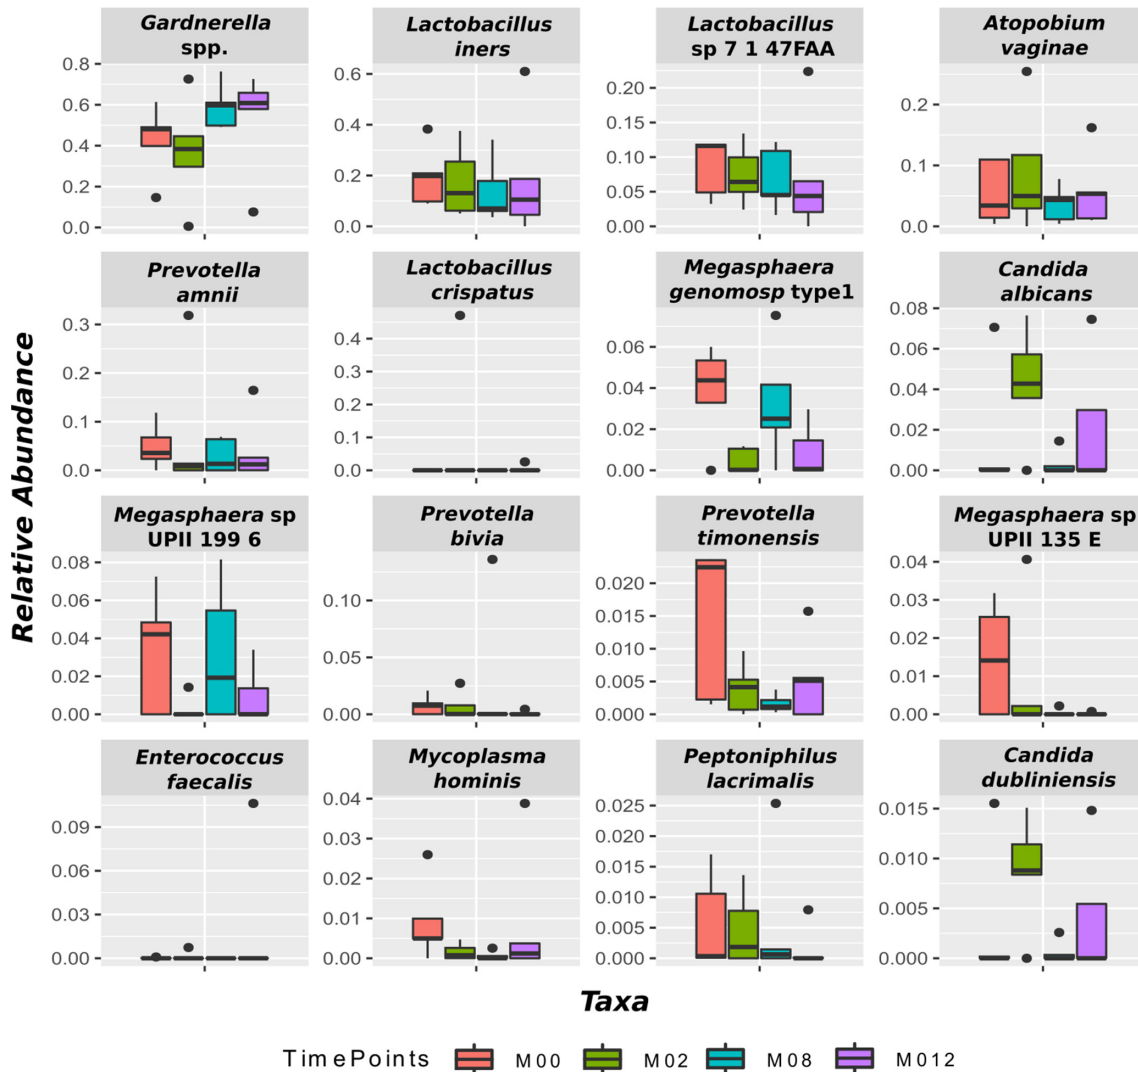 Gardnerella
spp.
Lactobacillus
iners
Lactobacillus
sp 7 1 47FAA
Atopobium
vaginae
0.8
0.6
0.4
0.2
0.0
0.6
0.4
0.2
0.0
0.20
0.15
0.10
0.05
0.00
0.2
0.1
0.0
Prevotella
amnii
Lactobacillus
crispatus
Megasphaera
genomosp type1
Candida
albicans
0.3
0.2
0.1
0.0
0.4
0.3
0.2
0.1
0.0
0.06
0.04
0.02
0.00
0.08
0.06
0.04
0.02
0.00
Relative Abundance
Megasphaera sp
UPII 199 6
Prevotella
bivia
Prevotella
timonensis
Megasphaera sp
UPII 135 E
0.08
0.06
0.04
0.02
0.00
0.10
0.05
0.00
0.020
0.015
0.010
0.005
0.000
0.04
0.03
0.02
0.01
0.00
Enterococcus
faecalis
Mycoplasma
hominis
Peptoniphilus
lacrimalis
Candida
dubliniensis
0.09
0.06
0.03
0.00
0.04
0.03
0.02
0.01
0.00
0.025
0.020
0.015
0.010
0.005
0.000
0.015
0.010
0.005
0.000
Taxa
TimePoints M00 M02 M08 M012